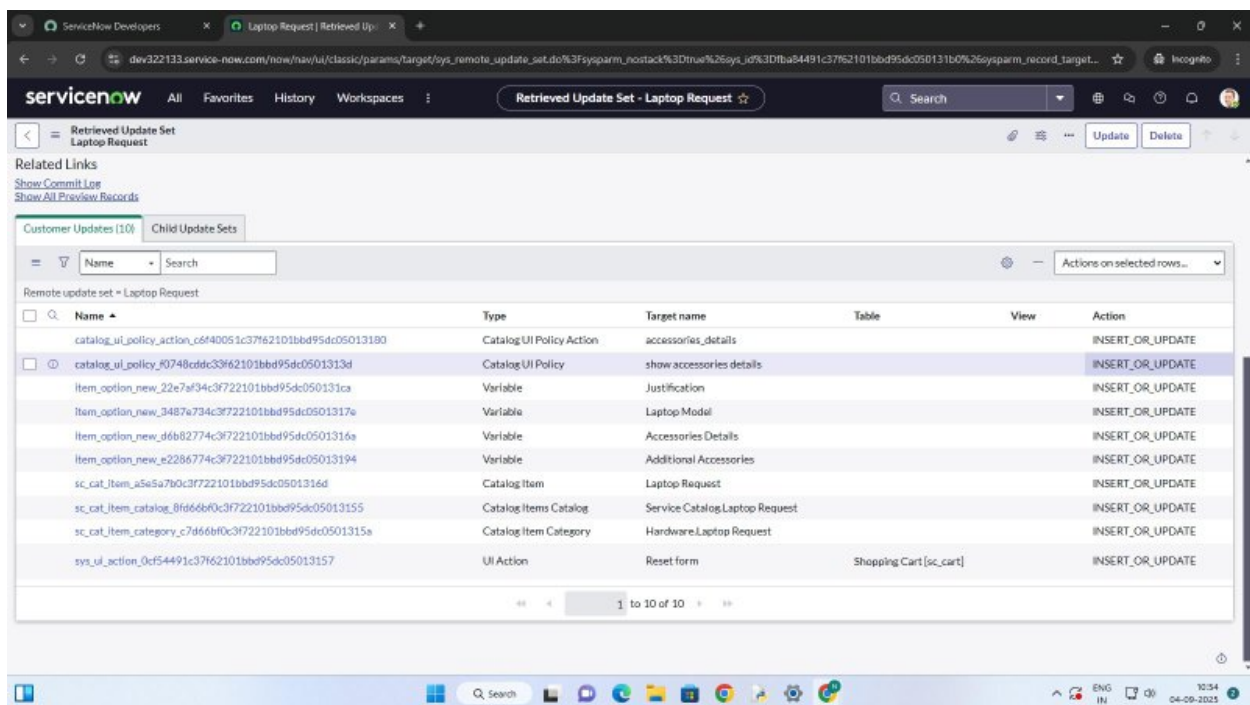 ServiceNow Developers
Laptop Request | Retrieved Up
dev322133.service-now.com/now/nav/ui/classic/params/target/sys_remote_update_set.do%3Fsysparm_nostack%3Dtrue%26sys_id%3Dfba84491c37f62101bbd95dc050131b0%26sysparm_record_target...
Incognito
servicenow All Favorites History Workspaces Retrieved Update Set - Laptop Request Search
Retrieved Update Set
Laptop Request
Update Delete
Related Links
Show Commit Log
Show All Preview Records
Customer Updates (10) Child Update Sets
Name Search Actions on selected rows...
Remote update set = Laptop Request
Name Type Target name Table View Action
catalog_ui_policy_action_c6f40051c37f62101bbd95dc05013180 Catalog UI Policy Action accessories_details INSERT_OR_UPDATE
catalog_ui_policy_f0748cddc33f62101bbd95dc0501313d Catalog UI Policy show accessories details INSERT_OR_UPDATE
item_option_new_22e7af34c3f722101bbd95dc050131ca Variable Justification INSERT_OR_UPDATE
item_option_new_3487e734c3f722101bbd95dc0501317e Variable Laptop Model INSERT_OR_UPDATE
item_option_new_d6b82774c3f722101bbd95dc0501316a Variable Accessories Details INSERT_OR_UPDATE
item_option_new_e2286774c3f722101bbd95dc05013194 Variable Additional Accessories INSERT_OR_UPDATE
sc_cat_item_a5e5a7b0c3f722101bbd95dc0501316d Catalog Item Laptop Request INSERT_OR_UPDATE
sc_cat_item_catalog_8fd66bf0c3f722101bbd95dc05013155 Catalog Items Catalog Service Catalog.Laptop Request INSERT_OR_UPDATE
sc_cat_item_category_c7d66bf0c3f722101bbd95dc0501315a Catalog Item Category Hardware.Laptop Request INSERT_OR_UPDATE
sys_ui_action_0cf54491c37f62101bbd95dc05013157 UI Action Reset form Shopping Cart [sc_cart] INSERT_OR_UPDATE
1 to 10 of 10
Search
ENG
IN
10:54
04-09-2025
2